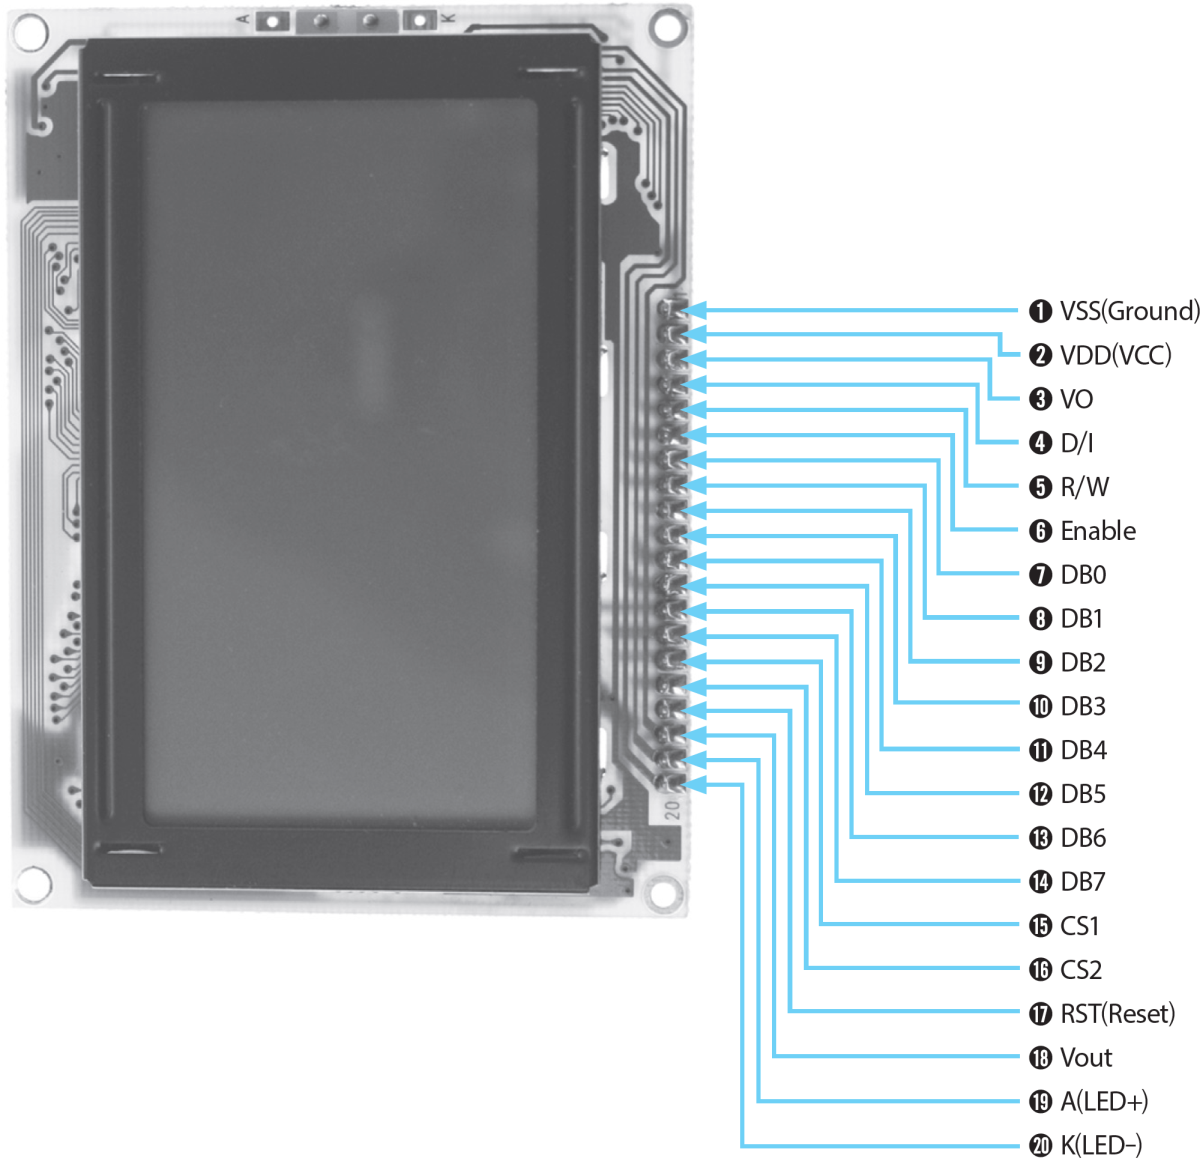 A
K
❶ VSS(Ground)
❷ VDD(VCC)
❸ VO
❹ D/I
❺ R/W
❻ Enable
❼ DB0
❽ DB1
❾ DB2
❿ DB3
⓫ DB4
⓬ DB5
⓭ DB6
⓮ DB7
⓯ CS1
⓰ CS2
⓱ RST(Reset)
⓲ Vout
⓳ A(LED+)
⓴ K(LED-)
20